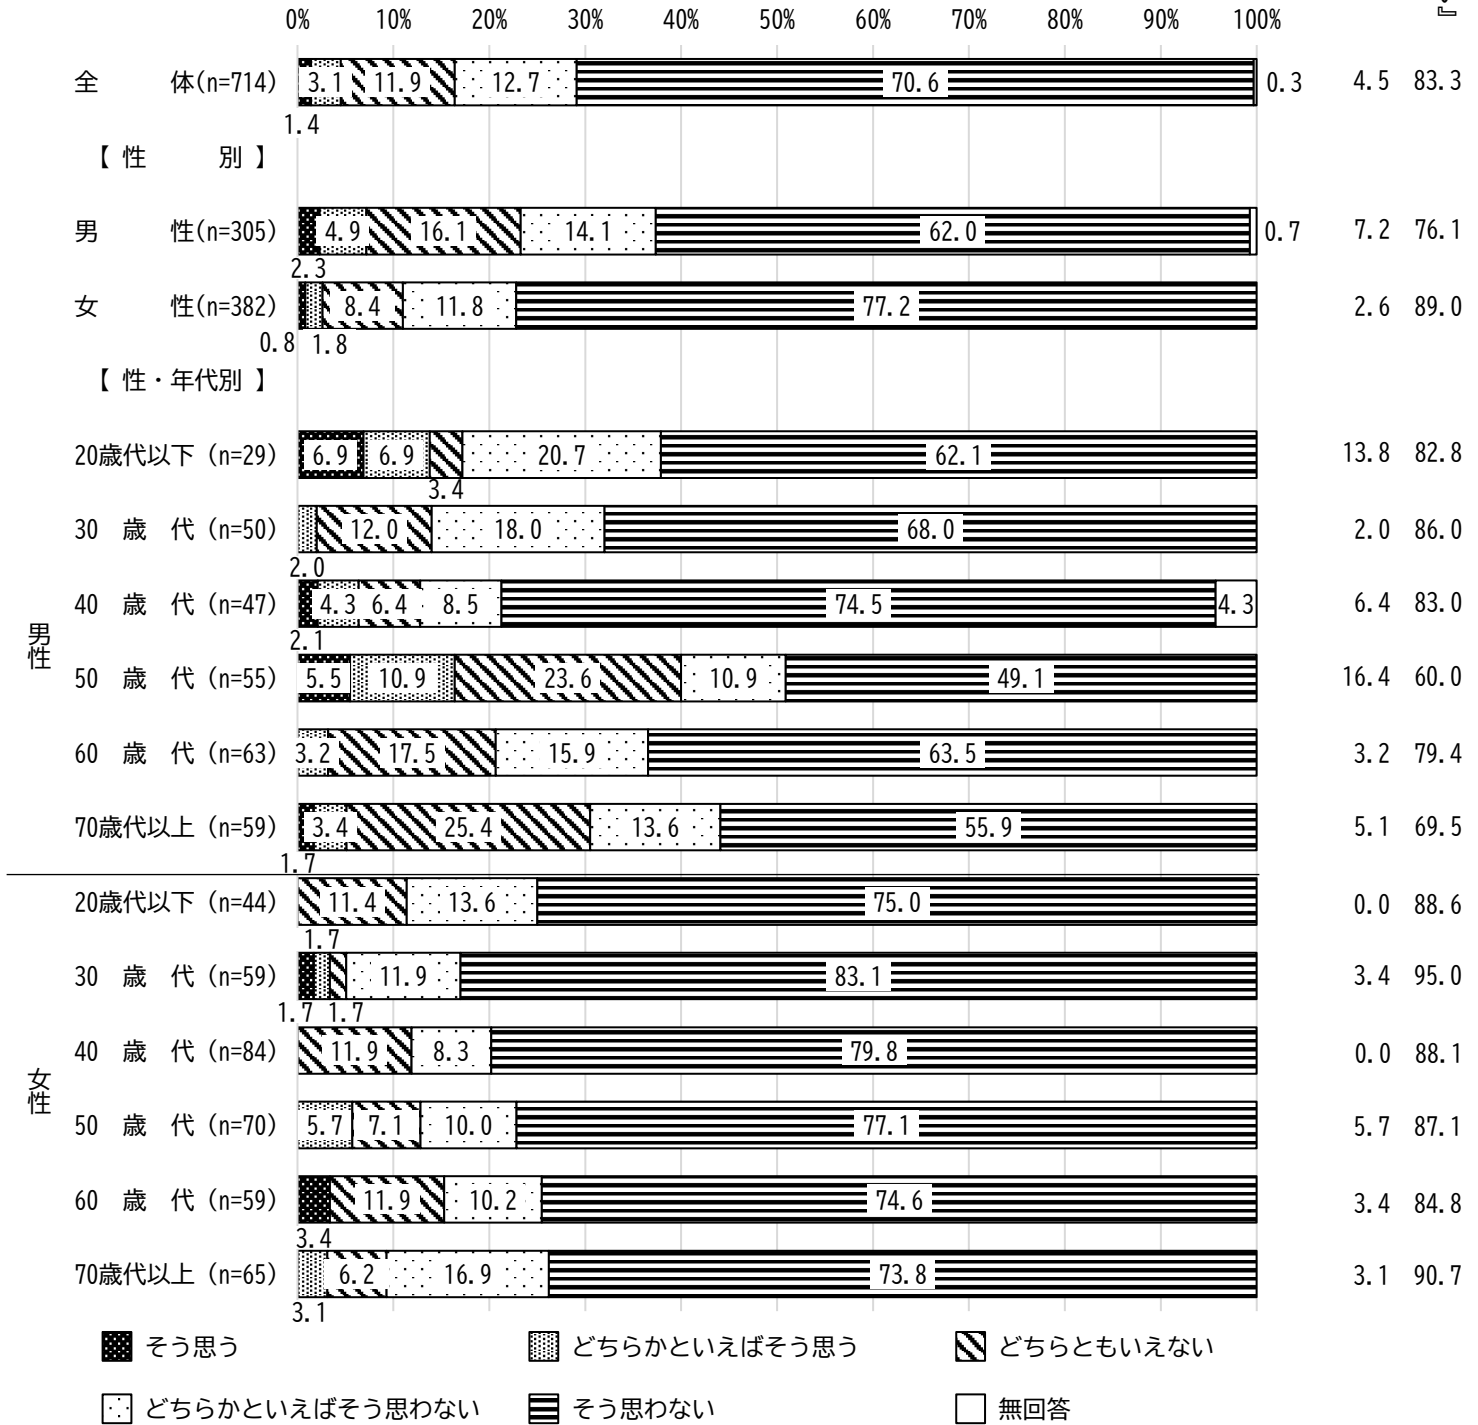 『
0% 10% 20% 30% 40% 50% 60% 70% 80% 90% 100%
全 体(n=714) 3.1 11.9 12.7 70.6 0.3 4.5 83.3
1.4
【 性 別 】
男 性(n=305) 4.9 16.1 14.1 62.0 0.7 7.2 76.1
2.3
女 性(n=382) 8.4 11.8 77.2 2.6 89.0
0.8 1.8
【 性・年代別 】
20歳代以下 (n=29) 6.9 6.9 20.7 62.1 13.8 82.8
3.4
30 歳 代 (n=50) 12.0 18.0 68.0 2.0 86.0
2.0
40 歳 代 (n=47) 4.3 6.4 8.5 74.5 4.3 6.4 83.0
2.1
男性
50 歳 代 (n=55) 5.5 10.9 23.6 10.9 49.1 16.4 60.0
60 歳 代 (n=63) 3.2 17.5 15.9 63.5 3.2 79.4
70歳代以上 (n=59) 3.4 25.4 13.6 55.9 5.1 69.5
1.7
20歳代以下 (n=44) 11.4 13.6 75.0 0.0 88.6
1.7
30 歳 代 (n=59) 11.9 83.1 3.4 95.0
1.7 1.7
40 歳 代 (n=84) 11.9 8.3 79.8 0.0 88.1
女性
50 歳 代 (n=70) 5.7 7.1 10.0 77.1 5.7 87.1
60 歳 代 (n=59) 11.9 10.2 74.6 3.4 84.8
3.4
70歳代以上 (n=65) 6.2 16.9 73.8 3.1 90.7
3.1
そう思う どちらかといえばそう思う どちらともいえない
どちらかといえばそう思わない そう思わない 無回答